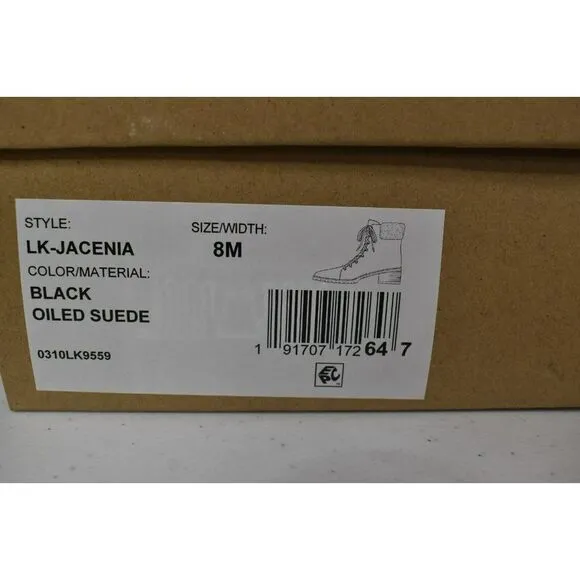 STYLE:
LK-JACENIA
SIZE/WIDTH:
8M
COLOR/MATERIAL:
BLACK
OILED SUEDE
0310LK9559
1 91707 172 64 7